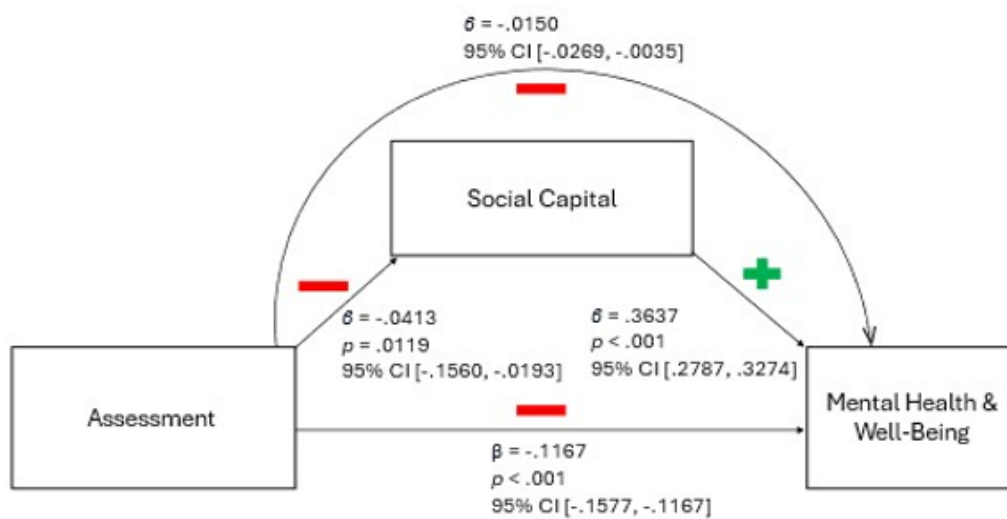 б = -.0150
95% CI [-.0269, -.0035]
Social Capital
б = -.0413
p = .0119
95% CI [-.1560, -.0193]
б = .3637
p < .001
95% CI [.2787, .3274]
Assessment
Mental Health &
Well-Being
β = -.1167
p < .001
95% CI [-.1577, -.1167]